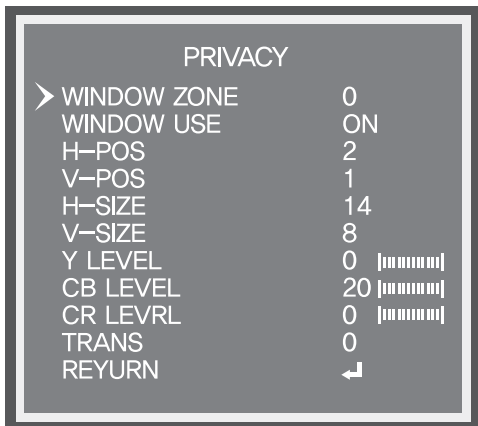 PRIVACY
WINDOW ZONE 0
WINDOW USE ON
H-POS 2
V-POS 1
H-SIZE 14
V-SIZE 8
Y LEVEL 0
CB LEVEL 20
CR LEVRL 0
TRANS 0
REYURN ↲